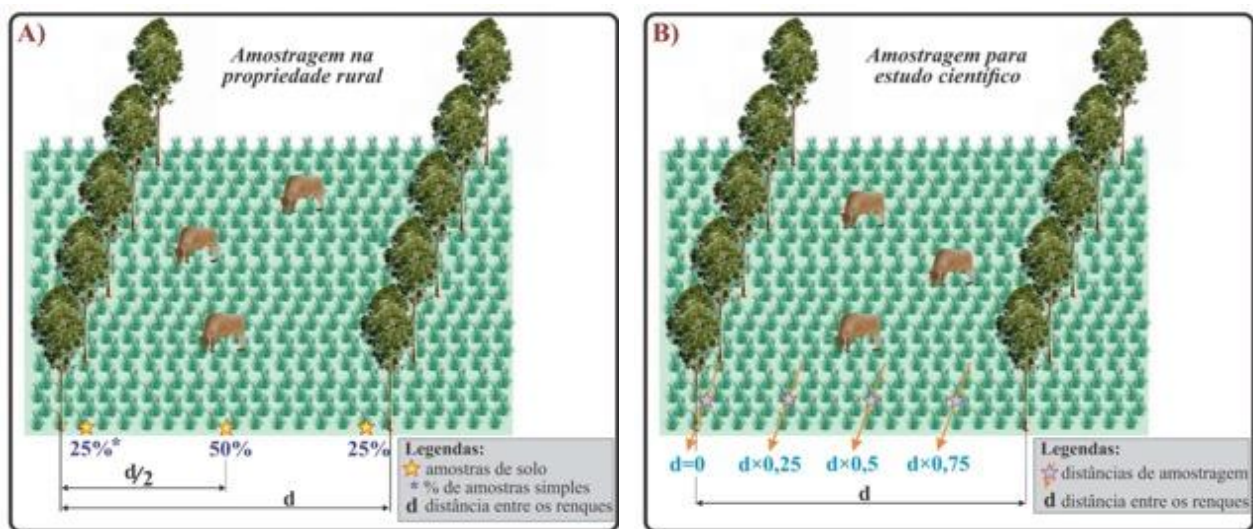 A)
Amostragem na
propriedade rural
25%*
50%
25%
d/2
d
Legendas:
amostras de solo
* % de amostras simples
d distância entre os renques
B)
Amostragem para
estudo científico
d=0
d×0,25
d×0,5
d×0,75
d
Legendas:
distâncias de amostragem
d distância entre os renques